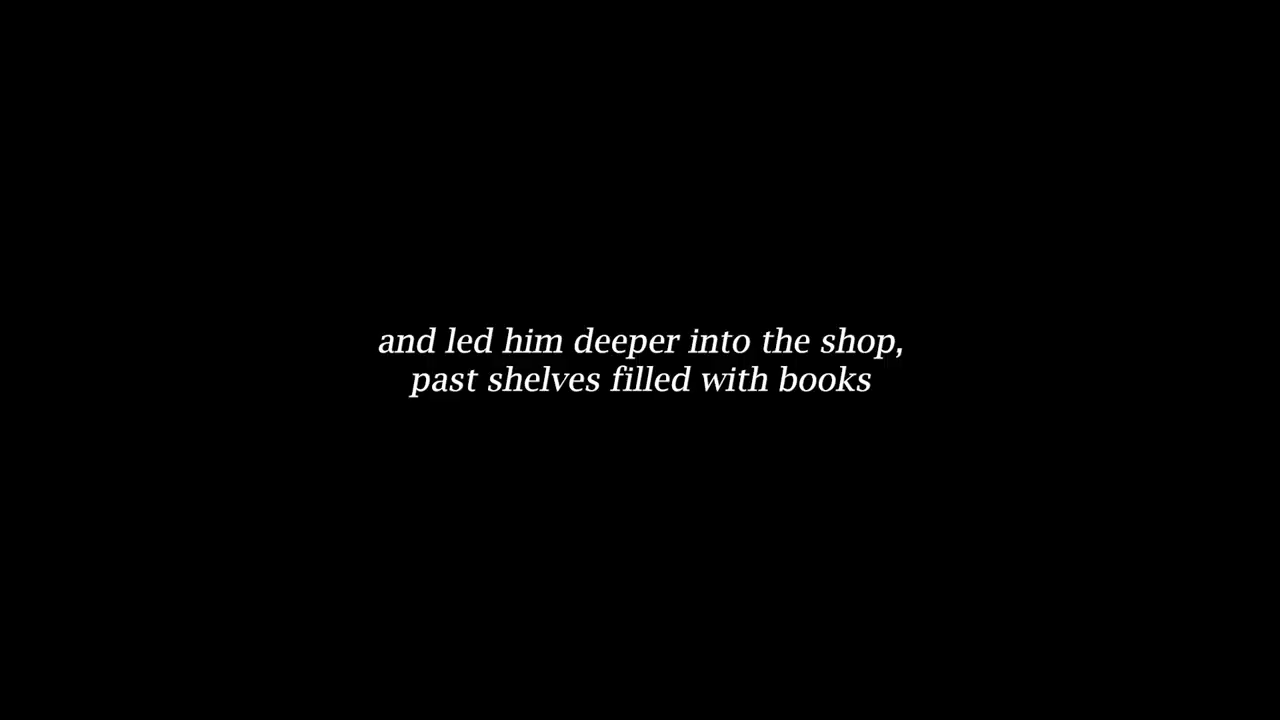 and led him deeper into the shop,
past shelves filled with books